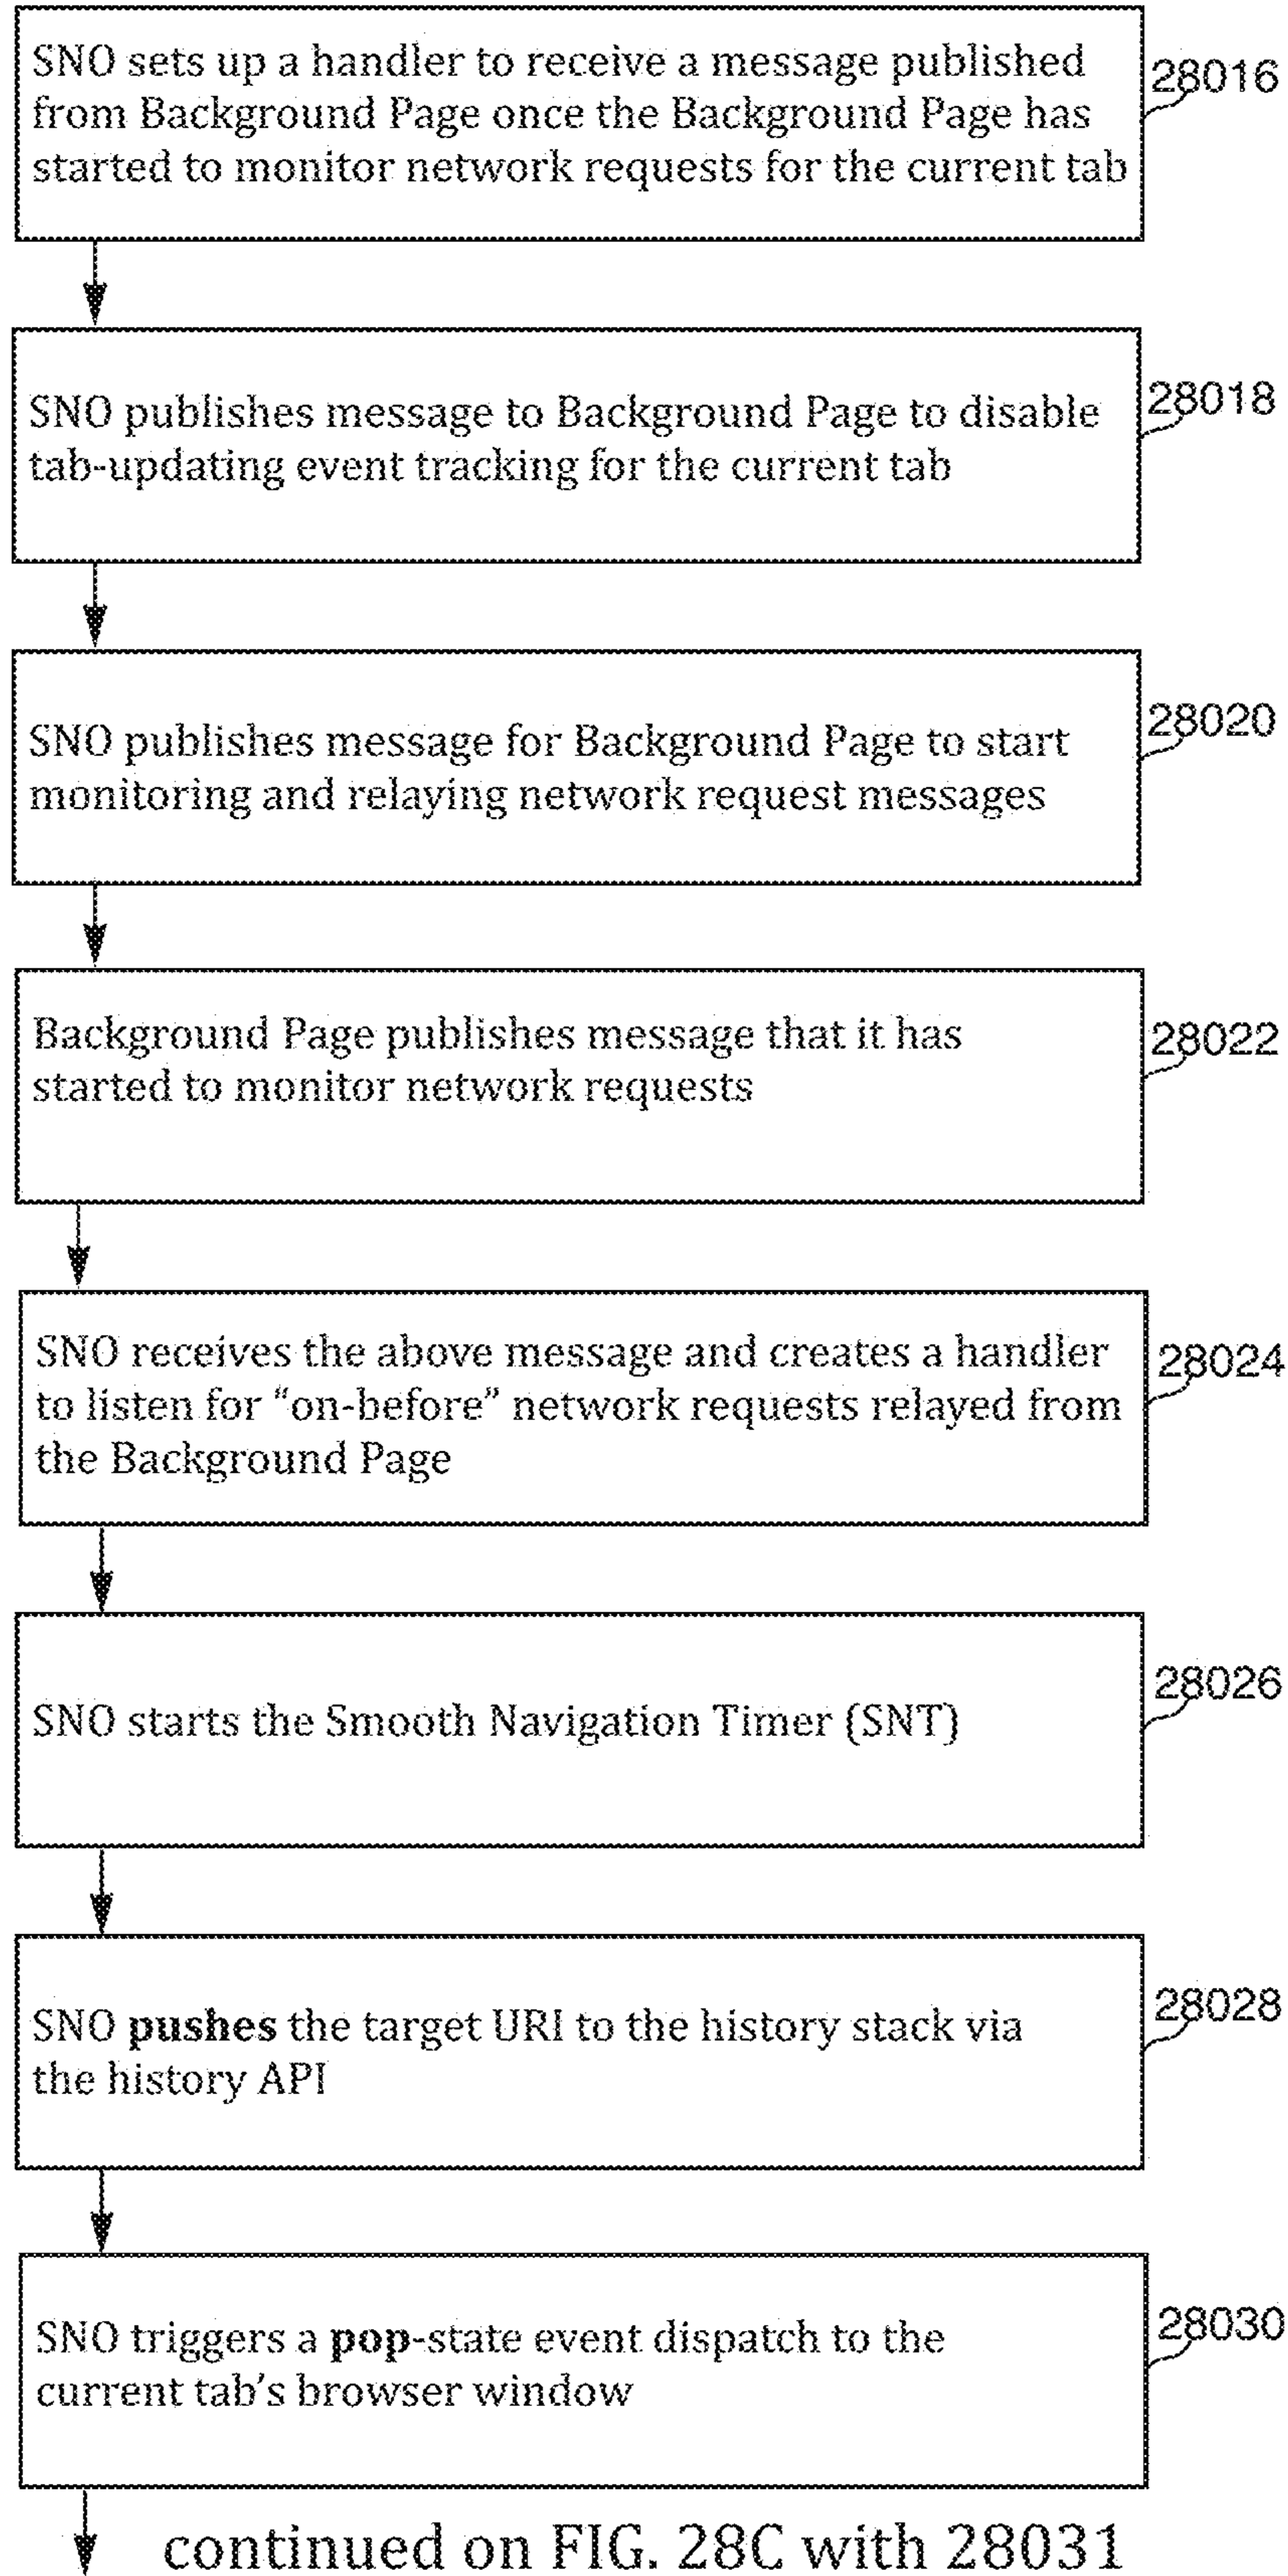 SNO sets up a handler to receive a message published
from Background Page once the Background Page has
started to monitor network requests for the current tab
28016
SNO publishes message to Background Page to disable
tab-updating event tracking for the current tab
28018
SNO publishes message for Background Page to start
monitoring and relaying network request messages
28020
Background Page publishes message that it has
started to monitor network requests
28022
SNO receives the above message and creates a handler
to listen for “on-before” network requests relayed from
the Background Page
28024
SNO starts the Smooth Navigation Timer (SNT)
28026
SNO pushes the target URI to the history stack via
the history API
28028
SNO triggers a pop-state event dispatch to the
current tab’s browser window
28030
continued on FIG. 28C with 28031